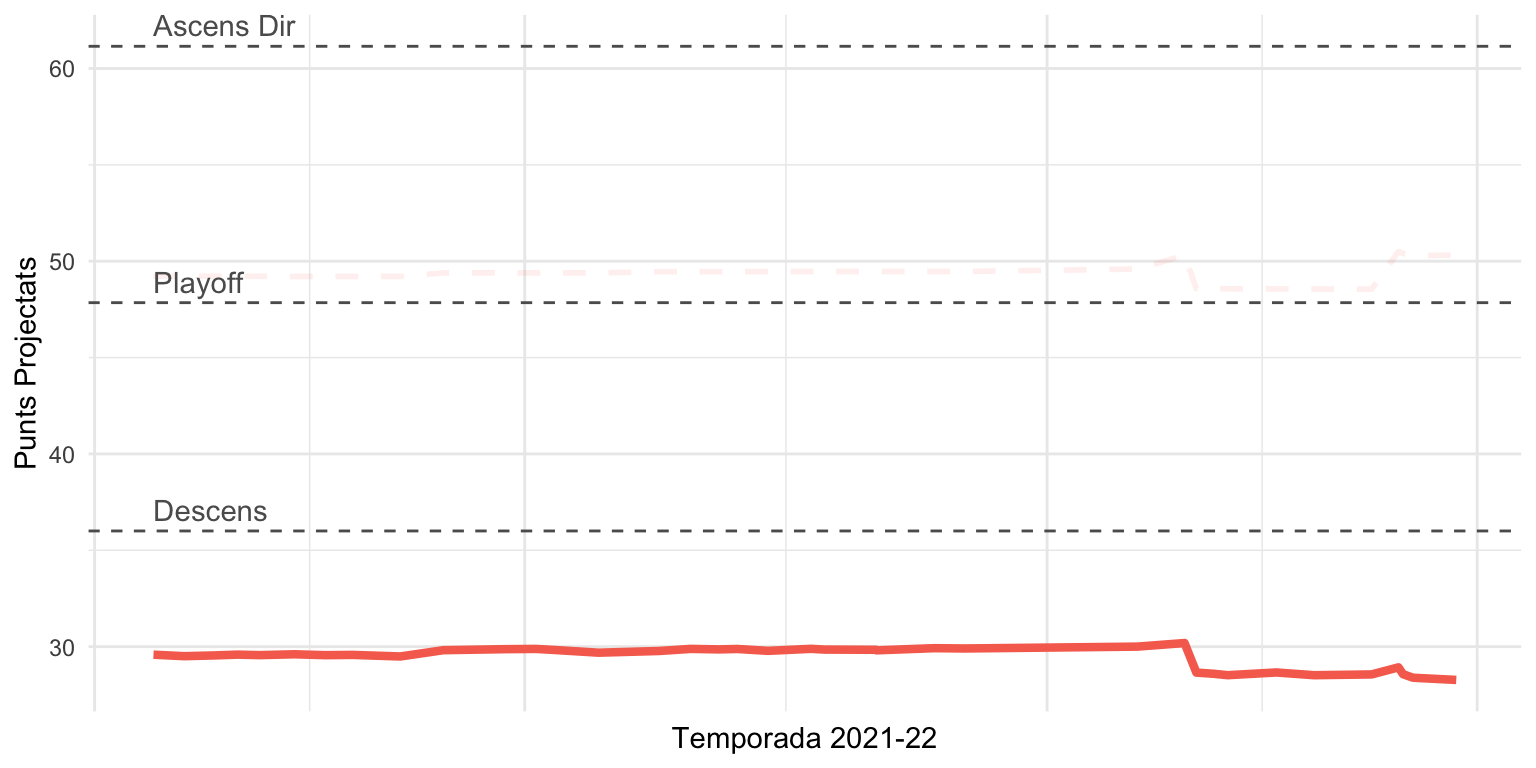 Ascens Dir
60
50
Playoff
Punts Projectats
40
Descens
30
Temporada 2021-22